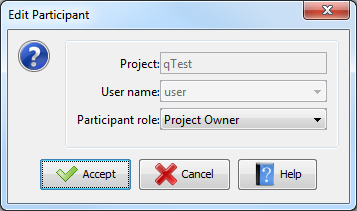 Edit Participant
Project: qTest
User name: user
Participant role: Project Owner
Accept Cancel Help